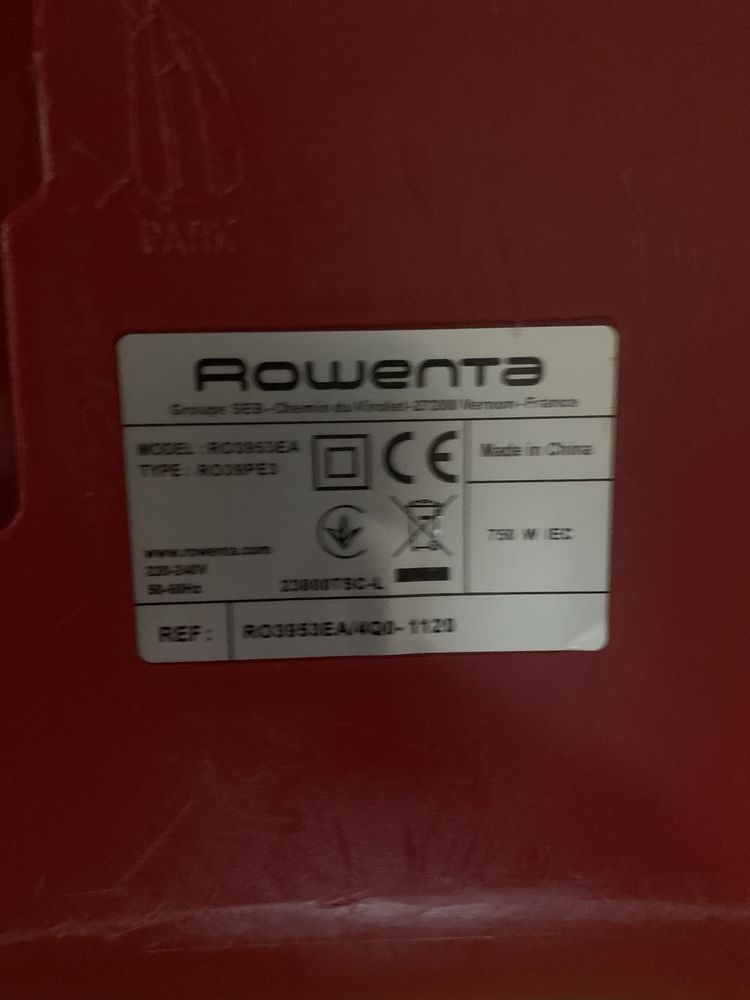 PARK
ROWENTA
Groupe SEB - Chemin du Virolet - 27200 Vernon - France
MODEL : RO3953EA
TYPE : RO39PE3
CE
Made in China
750 W IEC
www.rowenta.com
220-240V
50-60Hz
REF :
RO3953EA/4Q0- 1120